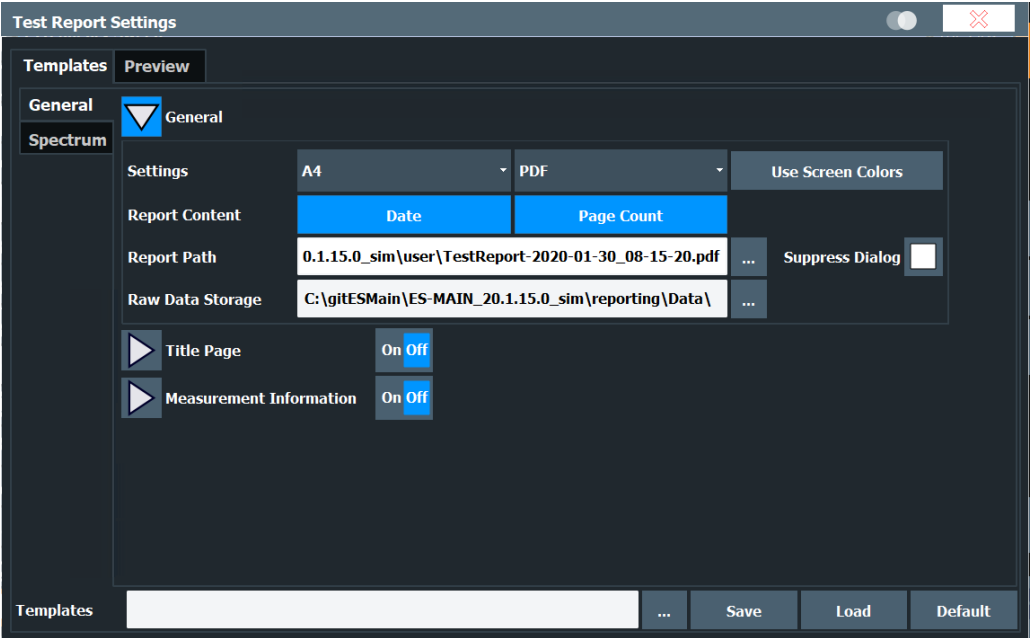 Test Report Settings
Templates Preview
General
Spectrum
General
Settings A4 PDF Use Screen Colors
Report Content Date Page Count
Report Path 0.1.15.0_sim\user\TestReport-2020-01-30_08-15-20.pdf ... Suppress Dialog
Raw Data Storage C:\gitESMain\ES-MAIN_20.1.15.0_sim\reporting\Data\ ...
Title Page On Off
Measurement Information On Off
Templates ... Save Load Default